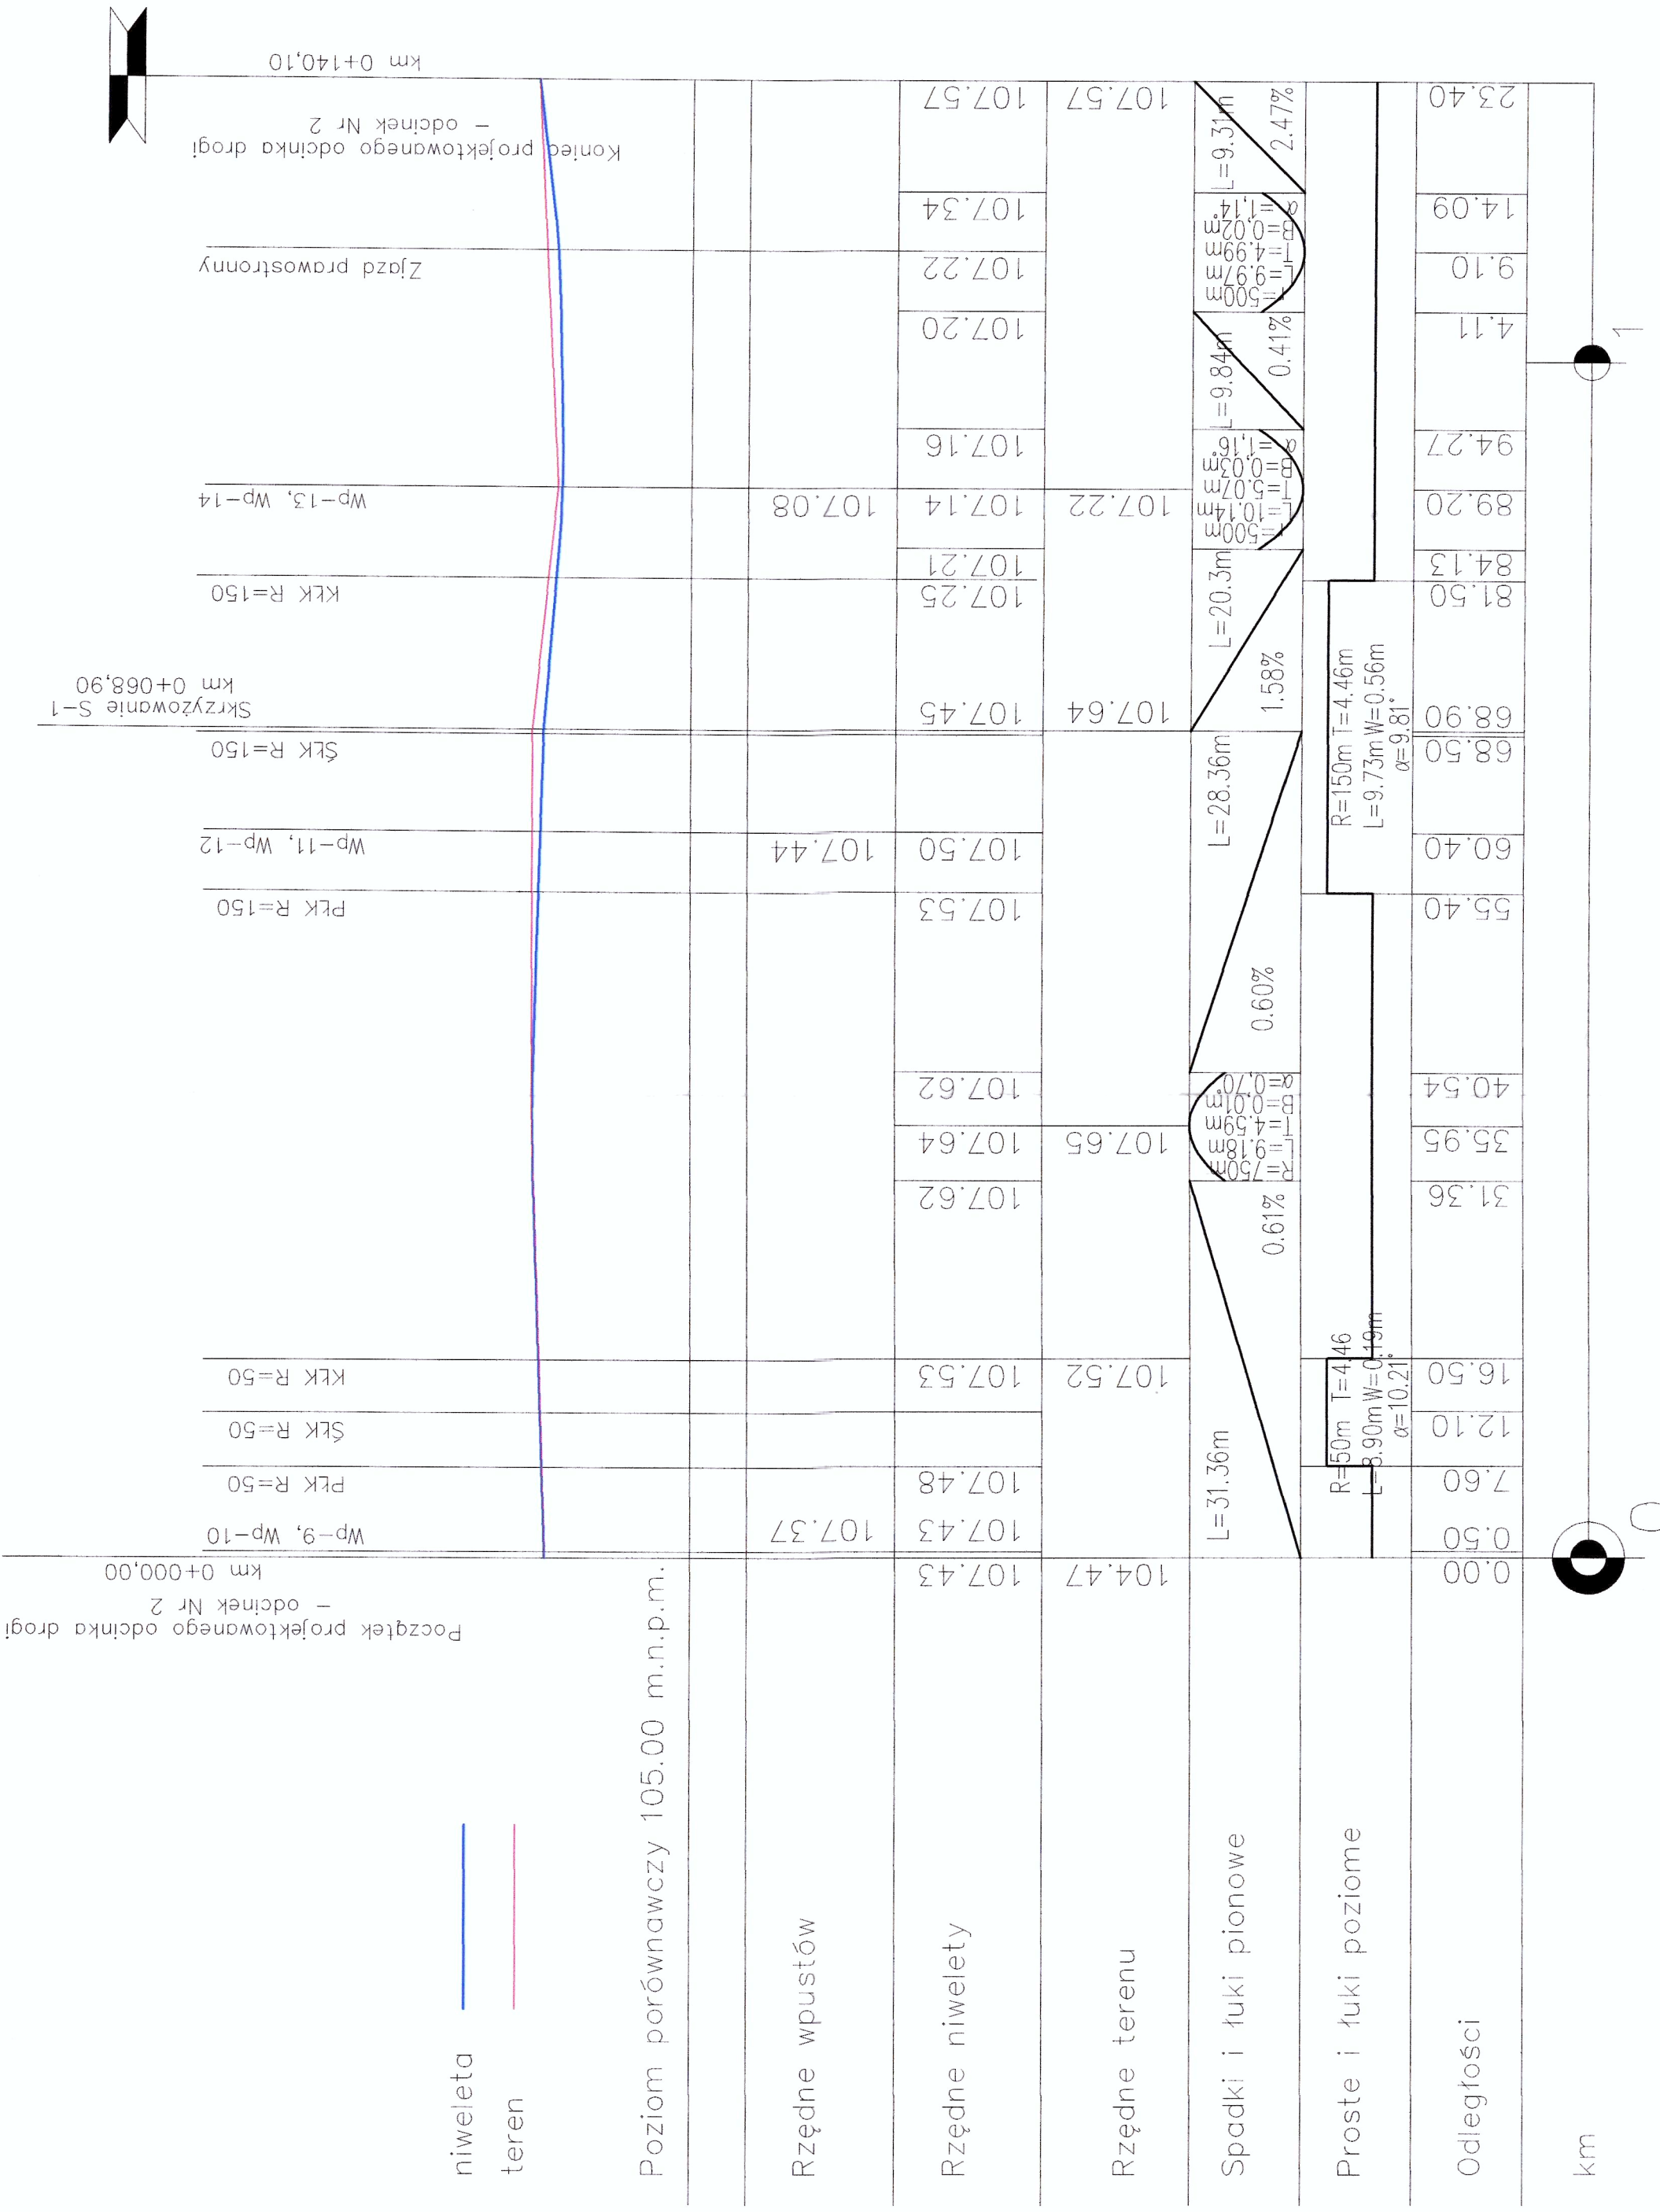 niweleta
teren
Początek projektowanego odcinka drogi
– odcinek Nr 2
km 0+000,00
Wp-9, Wp-10
PŁK R=50
ŚŁK R=50
KŁK R=50
PŁK R=150
Wp-11, Wp-12
ŚŁK R=150
Skrzyżowanie S-1
km 0+068,90
KŁK R=150
Wp-13, Wp-14
Zjazd prawostronny
Koniec projektowanego odcinka drogi
– odcinek Nr 2
km 0+140,10
Poziom porównawczy 105.00 m.n.p.m.
Rzędne wpustów
107.37
107.44
107.08
Rzędne niwelety
107.43
107.43
107.48
107.53
107.62
107.64
107.62
107.53
107.50
107.45
107.25
107.21
107.14
107.16
107.20
107.22
107.34
107.57
Rzędne terenu
104.47
107.52
107.65
107.64
107.22
107.57
Spadki i łuki pionowe
L=31.36m
0.61%
R=750m
L=9.18m
T=4.59m
B=0,01m
α=0,70°
L=28.36m
0.60%
L=20.3m
1.58%
r=500m
L=10.14m
T=5.07m
B=0,03m
α=1,16°
L=9.84m
0.41%
r=500m
L=9.97m
T=4.99m
B=0,02m
α=1,14°
L=9.31m
2.47%
Proste i łuki poziome
R=50m T=4.46
L=8.90m W=0.19m
α=10.21°
R=150m T=4.46m
L=9.73m W=0.56m
α=9.81°
Odległości
0.00
0.50
7.60
12.10
16.50
31.36
35.95
40.54
55.40
60.40
68.50
68.90
81.50
84.13
89.20
94.27
4.11
9.10
14.09
23.40
km
0
1